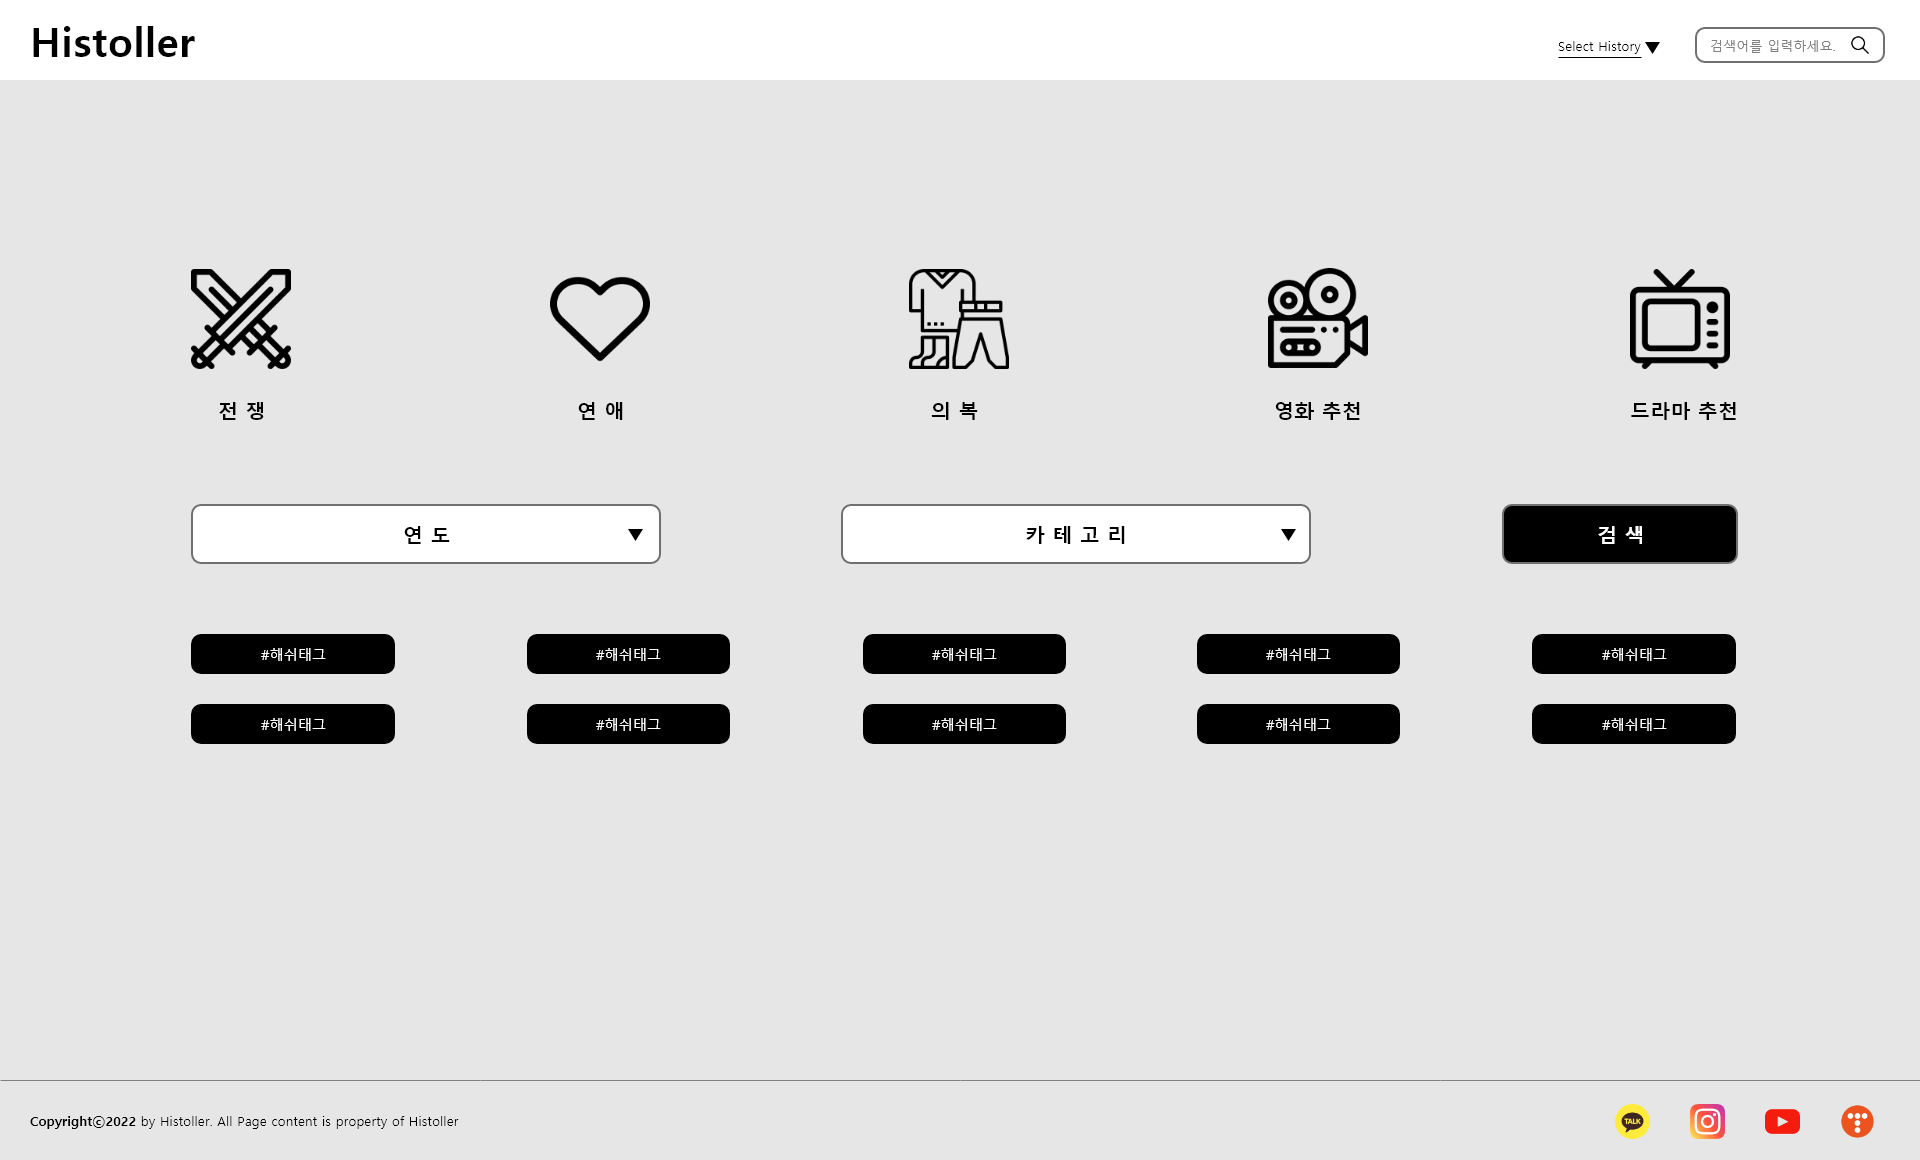 Histoller
Select History ▼
검색어를 입력하세요.
전 쟁
연 애
의 복
영화 추천
드라마 추천
연 도 ▼
카 테 고 리 ▼
검 색
#해쉬태그
#해쉬태그
#해쉬태그
#해쉬태그
#해쉬태그
#해쉬태그
#해쉬태그
#해쉬태그
#해쉬태그
#해쉬태그
Copyrightⓒ2022 by Histoller. All Page content is property of Histoller
TALK